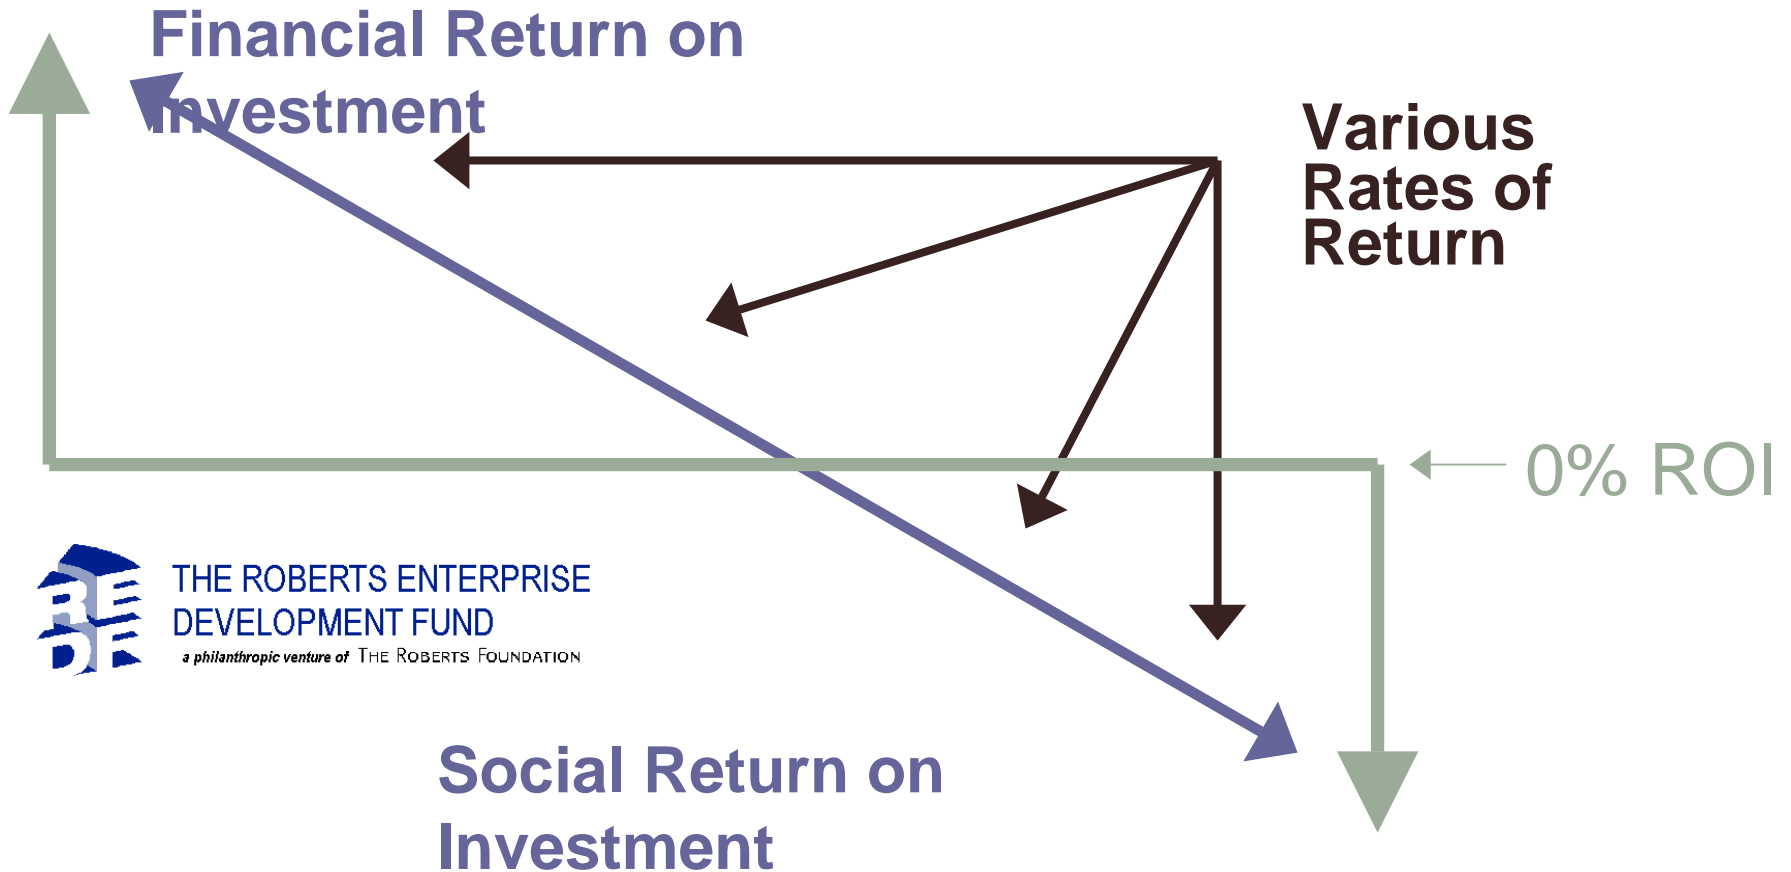 Financial Return on
Investment
Various
Rates of
Return
0% ROI
THE ROBERTS ENTERPRISE
DEVELOPMENT FUND
a philanthropic venture of THE ROBERTS FOUNDATION
REDF
Social Return on
Investment